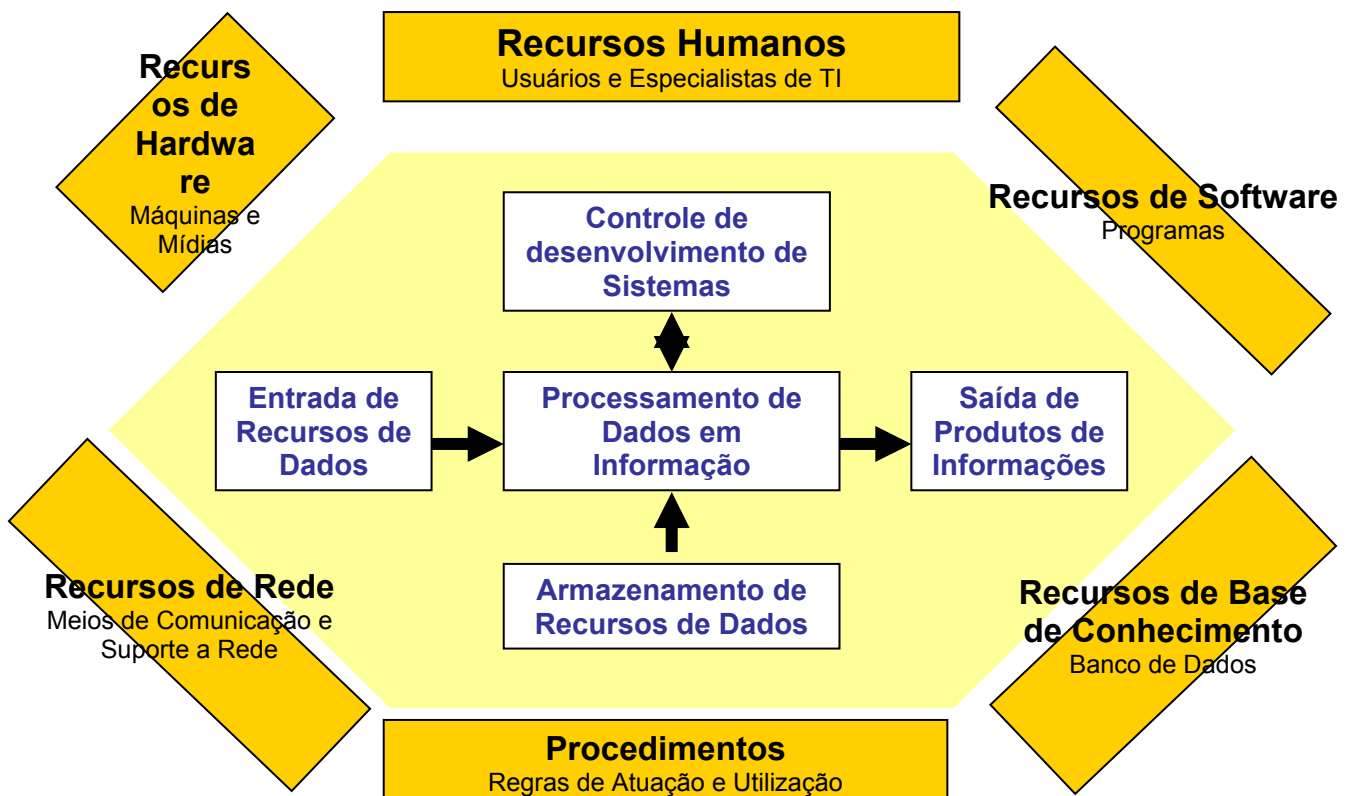 Recursos Humanos
Usuários e Especialistas de TI
Recurs
os de
Hardwa
re
Máquinas e
Mídias
Recursos de Software
Programas
Controle de
desenvolvimento de
Sistemas
Entrada de
Recursos de
Dados
Processamento de
Dados em
Informação
Saída de
Produtos de
Informações
Armazenamento de
Recursos de Dados
Recursos de Rede
Meios de Comunicação e
Suporte a Rede
Recursos de Base
de Conhecimento
Banco de Dados
Procedimentos
Regras de Atuação e Utilização